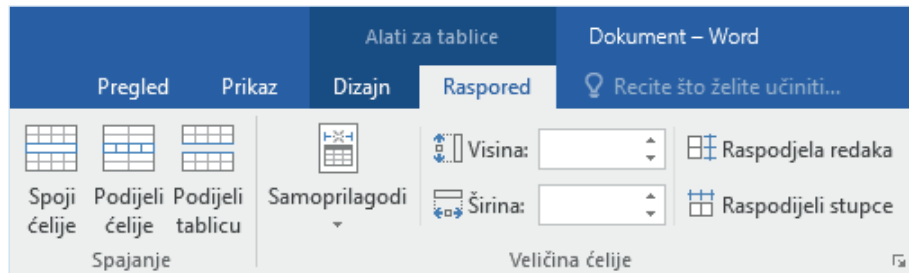 Alati za tablice
Dokument – Word
Pregled
Prikaz
Dizajn
Raspored
Recite što želite učiniti...
Spoji ćelije
Podijeli ćelije
Podijeli tablicu
Samoprilagodi
Visina:
Širina:
Raspodjela redaka
Raspodijeli stupce
Spajanje
Veličina ćelije